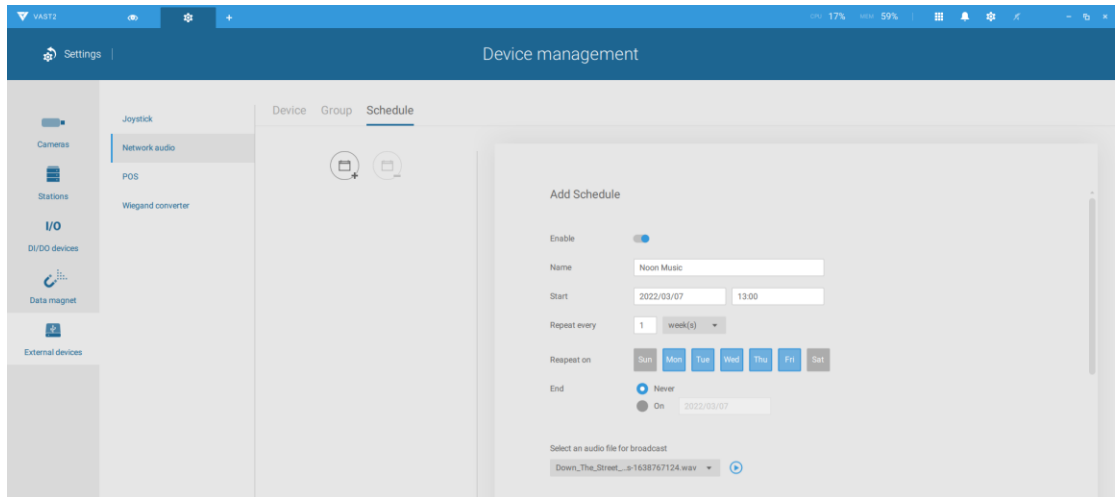 VAST2
CPU 17% MEM 59%
Settings
Device management
Device Group Schedule
Cameras
Stations
I/O
DI/DO devices
Data magnet
External devices
Joystick
Network audio
POS
Wiegand converter
Add Schedule
Enable
Name Noon Music
Start 2022/03/07 13:00
Repeat every 1 week(s)
Respeat on Sun Mon Tue Wed Thu Fri Sat
End Never
On 2022/03/07
Select an audio file for broadcast
Down_The_Street_...s-1638767124.wav